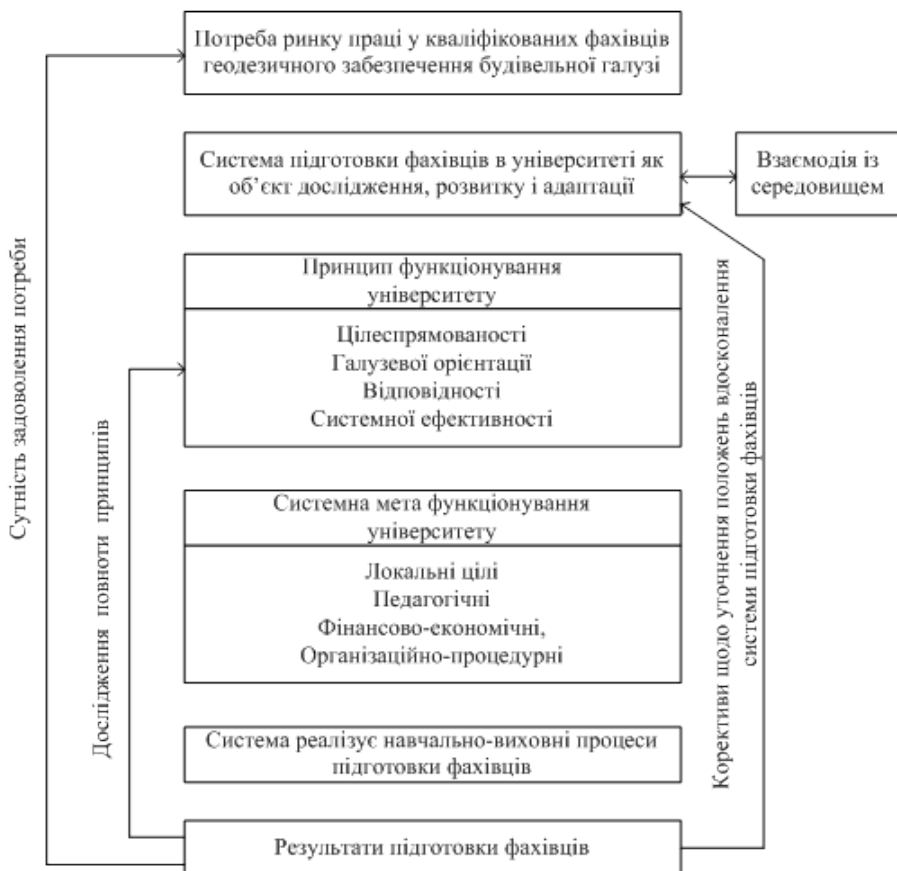 Потреба ринку праці у кваліфікованих фахівців
геодезичного забезпечення будівельної галузі
Система підготовки фахівців в університеті як
об’єкт дослідження, розвитку і адаптації
Взаємодія із
середовищем
Принцип функціонування
університету
Цілеспрямованості
Галузевої орієнтації
Відповідності
Системної ефективності
Системна мета функціонування
університету
Локальні цілі
Педагогічні
Фінансово-економічні,
Організаційно-процедурні
Система реалізує навчально-виховні процеси
підготовки фахівців
Результати підготовки фахівців
Сутність задоволення потреби
Дослідження повноти принципів
Корективи щодо уточнення положень вдосконалення
системи підготовки фахівців